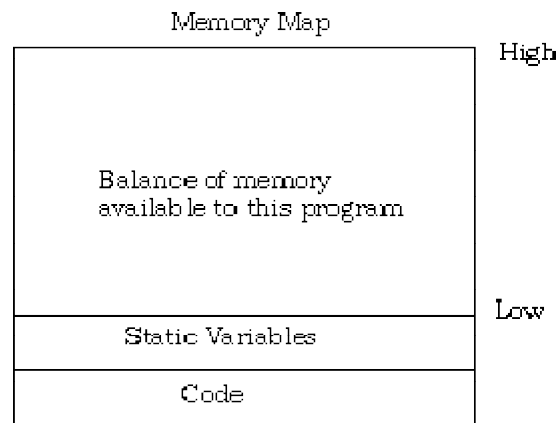 Memory Map
High
Balance of memory
available to this program
Low
Static Variables
Code